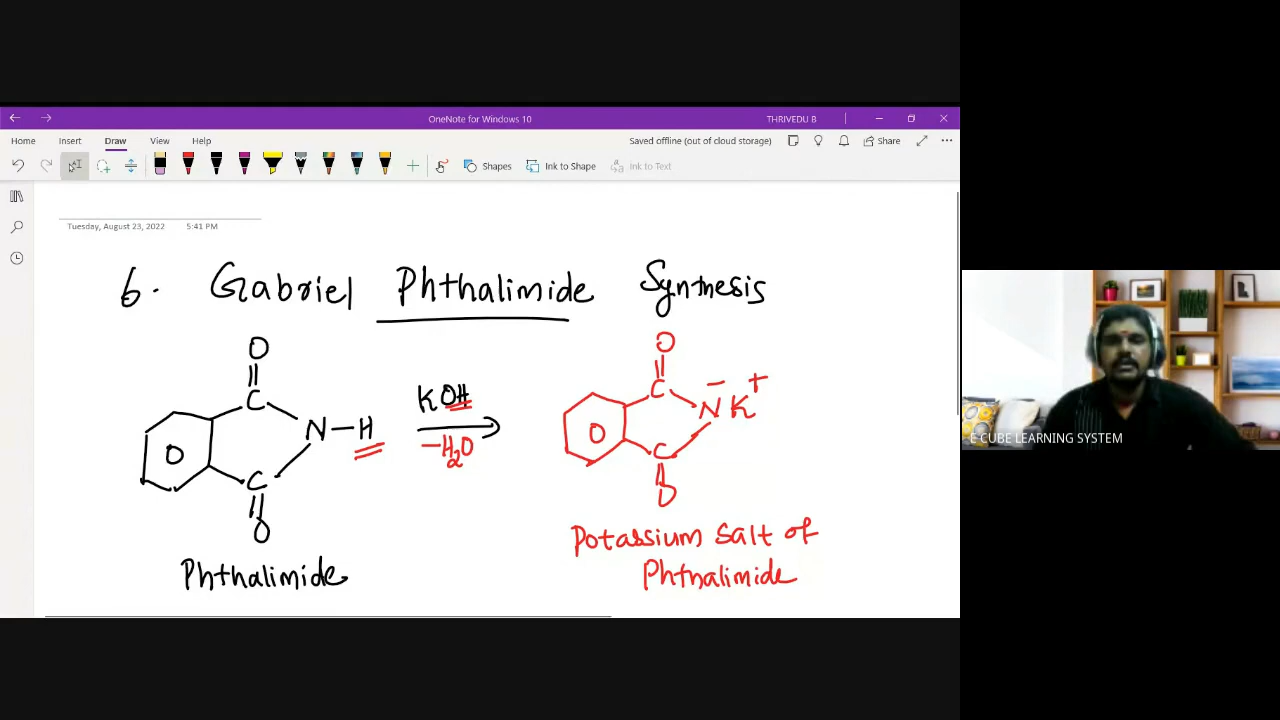 OneNote for Windows 10
THRIVEDU B
Home Insert Draw View Help
Saved offline (out of cloud storage) Share
Shapes Ink to Shape Ink to Text
Tuesday, August 23, 2022 5:41 PM
6. Gabriel Phthalimide Synthesis
O
C
N-H
C
O
KOH
-H2O
O
C
N K+
C
O
Phthalimide
Potassium Salt of
Phthalimide
E CUBE LEARNING SYSTEM